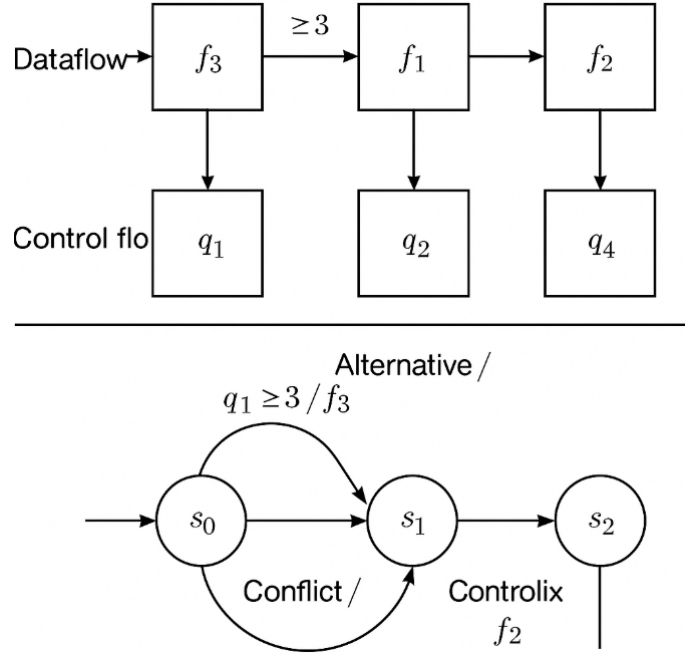 ≥ 3
Dataflow f₃ f₁ f₂
Control flo q₁ q₂ q₄
Alternative /
q₁ ≥ 3 / f₃
s₀ s₁ s₂
Conflict / Controlix
f₂